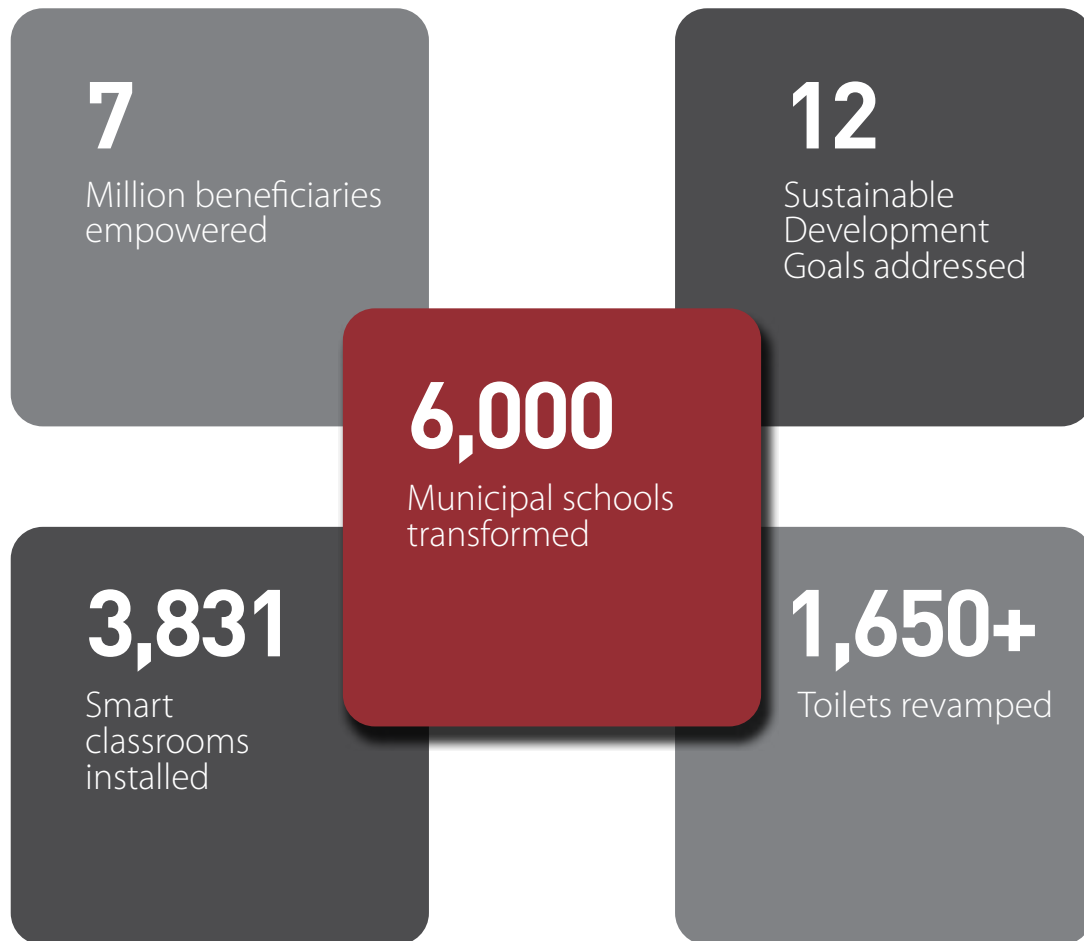 7
Million beneficiaries
empowered
12
Sustainable
Development
Goals addressed
6,000
Municipal schools
transformed
3,831
Smart
classrooms
installed
1,650+
Toilets revamped